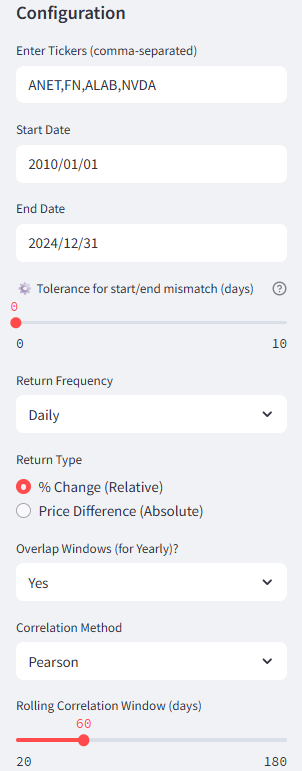 Configuration
Enter Tickers (comma-separated)
ANET,FN,ALAB,NVDA
Start Date
2010/01/01
End Date
2024/12/31
Tolerance for start/end mismatch (days)
0
0 10
Return Frequency
Daily
Return Type
% Change (Relative)
Price Difference (Absolute)
Overlap Windows (for Yearly)?
Yes
Correlation Method
Pearson
Rolling Correlation Window (days)
60
20 180